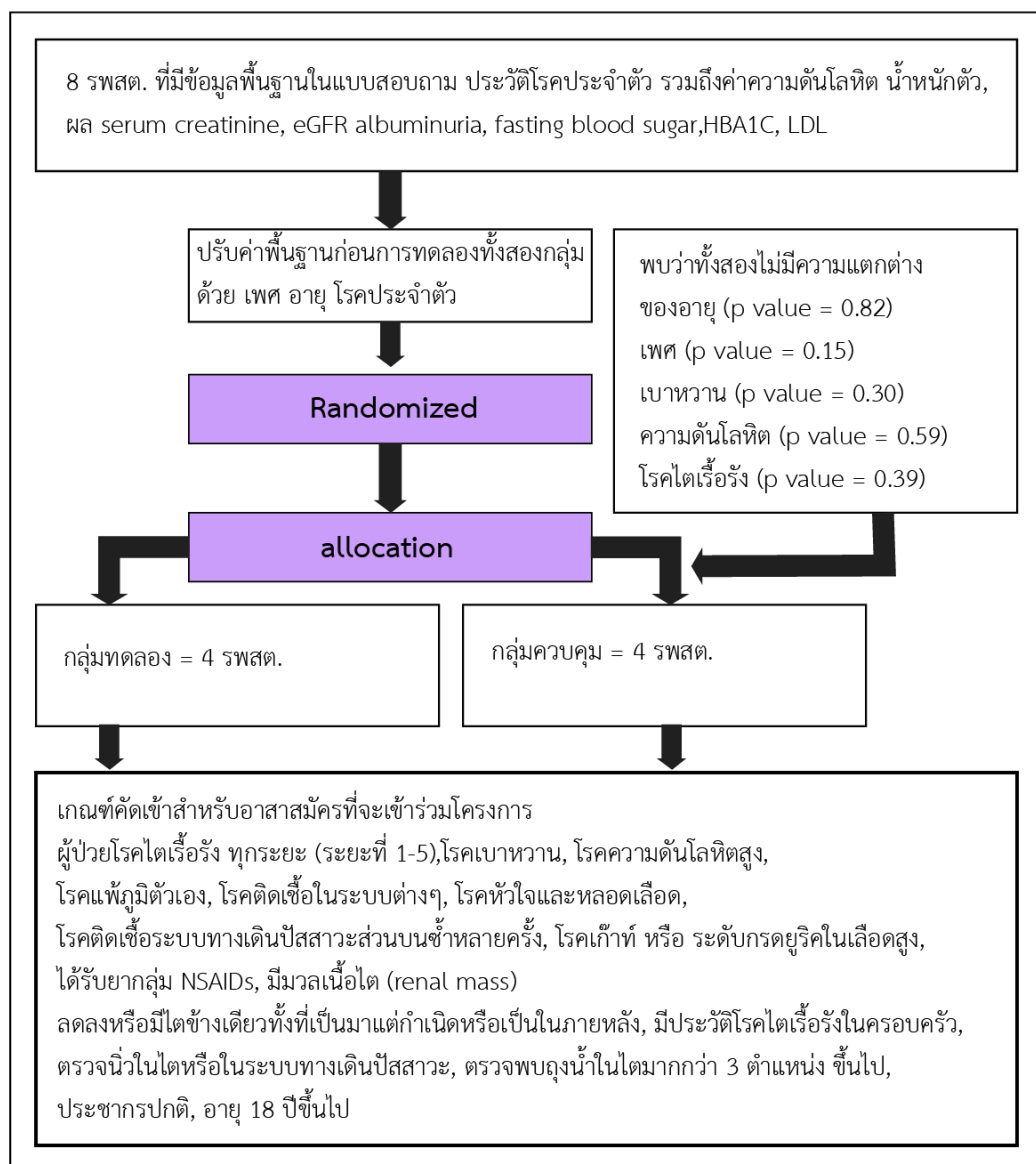 8 รพสต. ที่มีข้อมูลพื้นฐานในแบบสอบถาม ประวัติโรคประจำตัว รวมถึงค่าความดันโลหิต น้ำหนักตัว,
ผล serum creatinine, eGFR albuminuria, fasting blood sugar,HBA1C, LDL
ปรับค่าพื้นฐานก่อนการทดลองทั้งสองกลุ่ม
ด้วย เพศ อายุ โรคประจำตัว
พบว่าทั้งสองไม่มีความแตกต่าง
ของอายุ (p value = 0.82)
เพศ (p value = 0.15)
เบาหวาน (p value = 0.30)
ความดันโลหิต (p value = 0.59)
โรคไตเรื้อรัง (p value = 0.39)
Randomized
allocation
กลุ่มทดลอง = 4 รพสต.
กลุ่มควบคุม = 4 รพสต.
เกณฑ์คัดเข้าสำหรับอาสาสมัครที่จะเข้าร่วมโครงการ
ผู้ป่วยโรคไตเรื้อรัง ทุกระยะ (ระยะที่ 1-5),โรคเบาหวาน, โรคความดันโลหิตสูง,
โรคแพ้ภูมิตัวเอง, โรคติดเชื้อในระบบต่างๆ, โรคหัวใจและหลอดเลือด,
โรคติดเชื้อระบบทางเดินปัสสาวะส่วนบนซ้ำหลายครั้ง, โรคเก๊าท์ หรือ ระดับกรดยูริคในเลือดสูง,
ได้รับยากลุ่ม NSAIDs, มีมวลเนื้อไต (renal mass)
ลดลงหรือมีไตข้างเดียวทั้งที่เป็นมาแต่กำเนิดหรือเป็นในภายหลัง, มีประวัติโรคไตเรื้อรังในครอบครัว,
ตรวจนิ่วในไตหรือในระบบทางเดินปัสสาวะ, ตรวจพบถุงน้ำในไตมากกว่า 3 ตำแหน่ง ขึ้นไป,
ประชากรปกติ, อายุ 18 ปีขึ้นไป